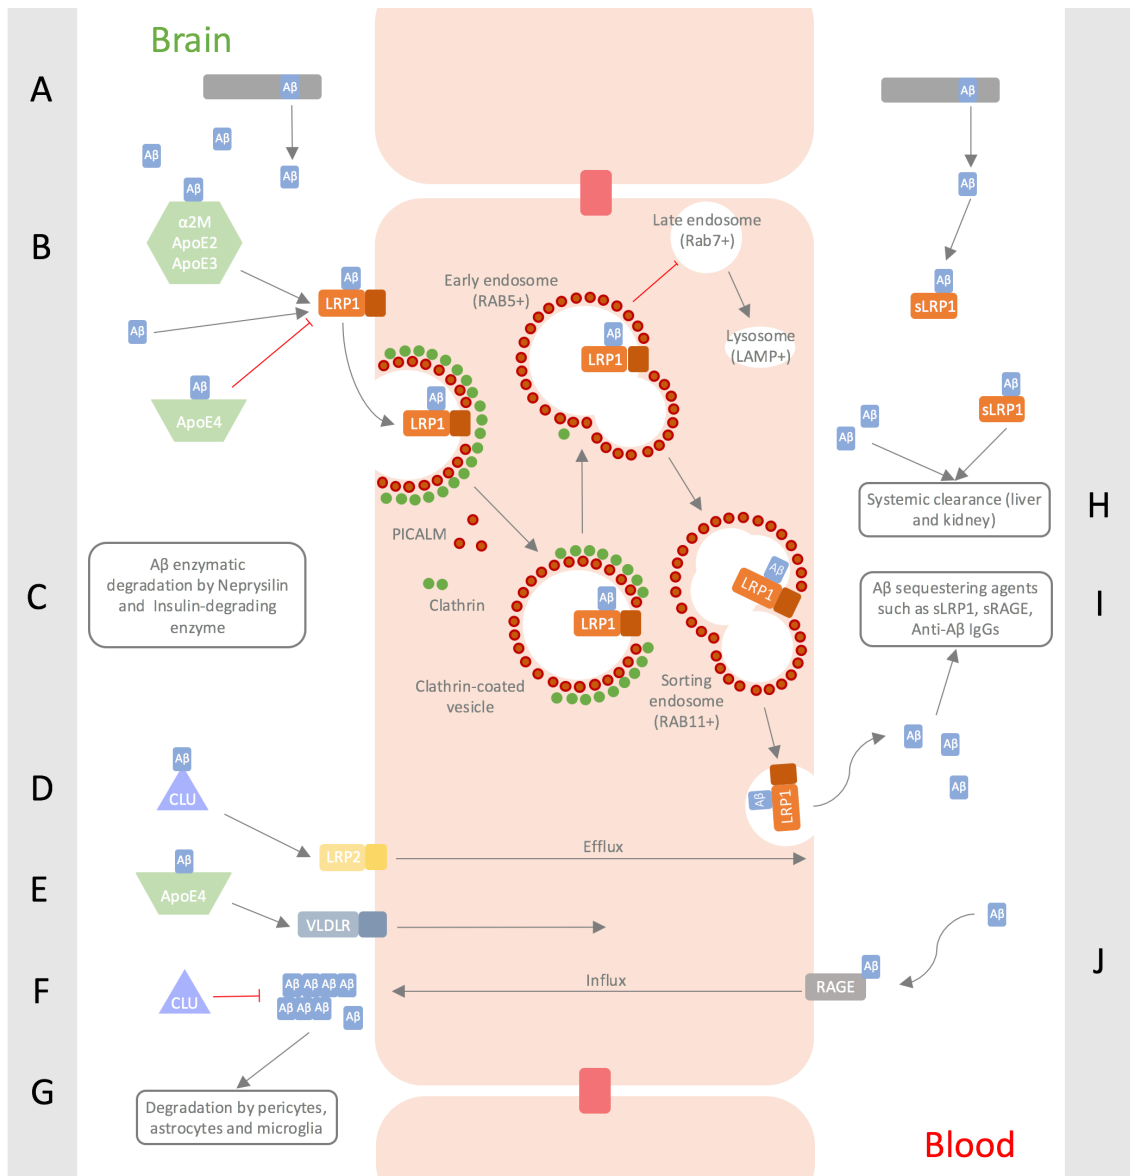 Brain
A
Aβ
Aβ
Aβ
Aβ
Aβ
Aβ
Aβ
Aβ
B
α2M
ApoE2
ApoE3
Aβ
LRP1
Aβ
Aβ
ApoE4
Late endosome
(Rab7+)
Early endosome
(RAB5+)
Lysosome
(LAMP+)
Aβ
LRP1
Aβ
LRP1
Aβ
sLRP1
Aβ
sLRP1
Aβ
Aβ
Systemic clearance (liver
and kidney)
H
PICALM
Clathrin
Aβ
LRP1
Clathrin-coated
vesicle
Aβ
LRP1
Sorting
endosome
(RAB11+)
C
Aβ enzymatic
degradation by Neprysilin
and Insulin-degrading
enzyme
Aβ sequestering agents
such as sLRP1, sRAGE,
Anti-Aβ IgGs
I
Aβ
Aβ
Aβ
Aβ
LRP1
D
Aβ
CLU
LRP2
Efflux
E
Aβ
ApoE4
VLDLR
Aβ
Aβ
RAGE
J
Influx
F
CLU
Aβ Aβ Aβ Aβ
Aβ Aβ Aβ
Aβ
G
Degradation by pericytes,
astrocytes and microglia
Blood